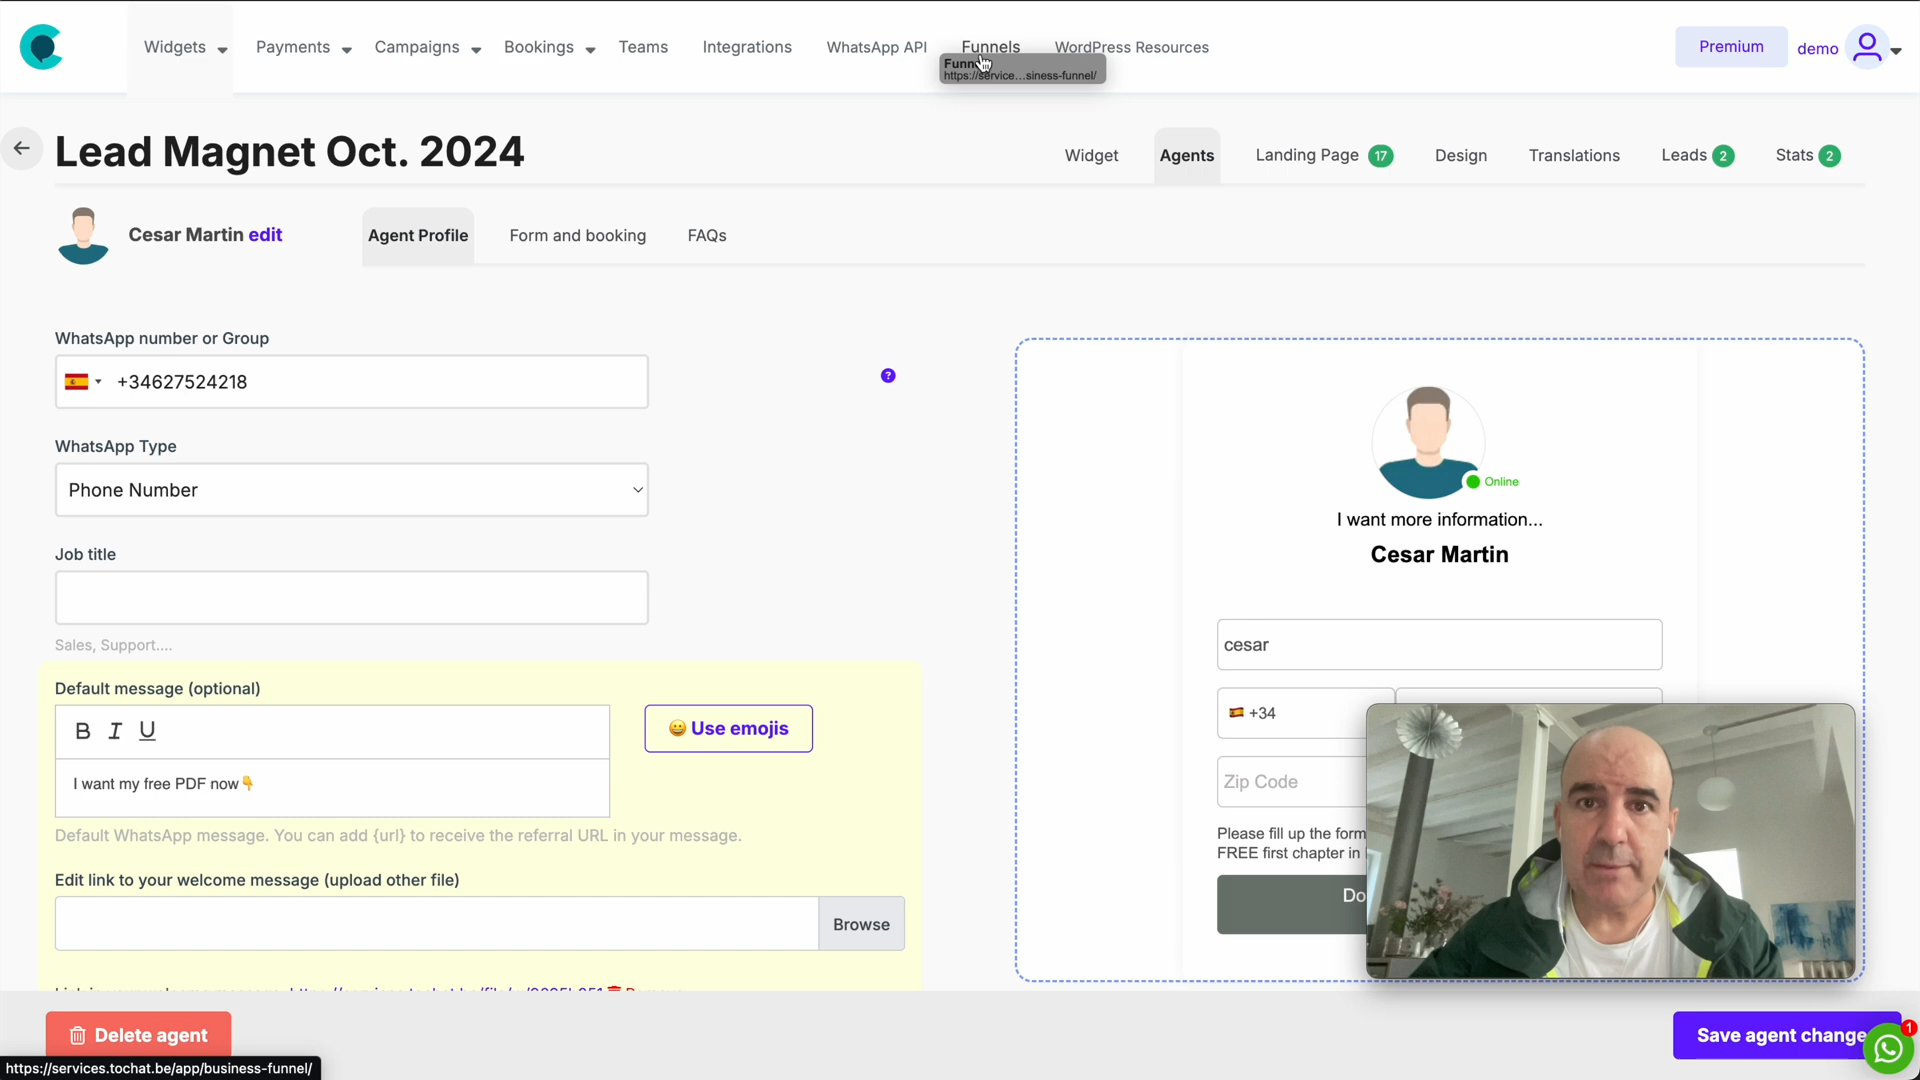 Widgets
Payments
Campaigns
Bookings
Teams
Integrations
WhatsApp API
Funnels
WordPress Resources
Premium
demo
https://service...siness-funnel/
Lead Magnet Oct. 2024
Widget
Agents
Landing Page 17
Design
Translations
Leads 2
Stats 2
Cesar Martin edit
Agent Profile
Form and booking
FAQs
WhatsApp number or Group
+34627524218
?
WhatsApp Type
Phone Number
Job title
Sales, Support....
Default message (optional)
B I U
😀 Use emojis
I want my free PDF now👇
Default WhatsApp message. You can add {url} to receive the referral URL in your message.
Edit link to your welcome message (upload other file)
Browse
Online
I want more information...
Cesar Martin
cesar
+34
Zip Code
Please fill up the form
FREE first chapter in
Delete agent
Save agent change
1
https://services.tochat.be/app/business-funnel/